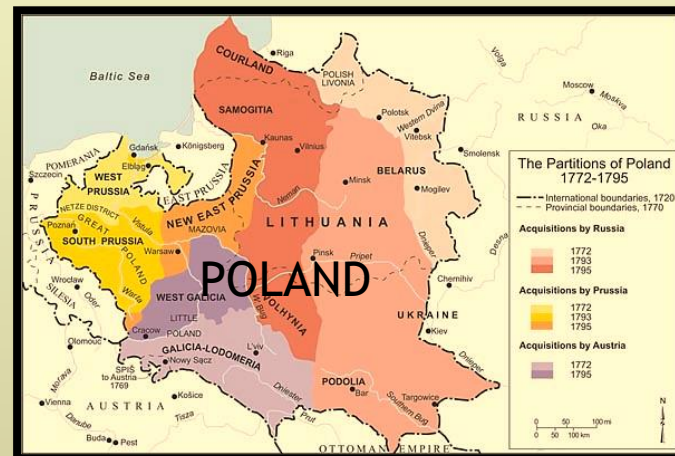 Baltic Sea
COURLAND
Riga
POLISH
LIVONIA
Volga
Moscow
Moskva
RUSSIA
Oka
SAMOGITIA
Polotsk
Western Dvina
Vitebsk
Smolensk
Kaunas
Vilnius
Gdańsk
Königsberg
Elbląg
POMERANIA
Szczecin
WEST
PRUSSIA
EAST PRUSSIA
NEW EAST PRUSSIA
Neman
Minsk
BELARUS
Mogilev
LITHUANIA
PRUSSIA
NETZE DISTRICT
Vistula
GREAT
POLAND
Poznań
SOUTH PRUSSIA
MAZOVIA
Warsaw
Warta
Pinsk
Pripet
Dnieper
Desna
Chernihiv
POLAND
Wrocław
Oder
SILESIA
WEST GALICIA
W Bug
VOLHYNIA
UKRAINE
Kiev
LITTLE
POLAND
Cracow
Olomouc
GALICIA-LODOMERIA
L'viv
Nowy Sącz
SPIŠ
to Austria
1769
Dnieper
Morava
Vienna
AUSTRIA
Košice
Tisza
Danube
Buda
Pest
Dniester
Prut
PODOLIA
Bar
Southern Bug
Targowice
OTTOMAN EMPIRE
The Partitions of Poland
1772-1795
International boundaries, 1720
Provincial boundaries, 1770
Acquisitions by Russia
1772
1793
1795
Acquisitions by Prussia
1772
1793
1795
Acquisitions by Austria
1772
1795
0 50 100 mi
0 50 100 km
N